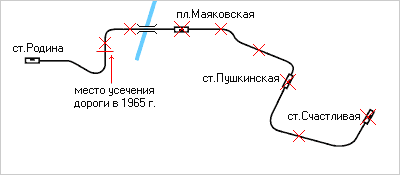 пл.Маяковская
ст.Родина
ст.Пушкинская
место усечения
дороги в 1965 г.
ст.Счастливая